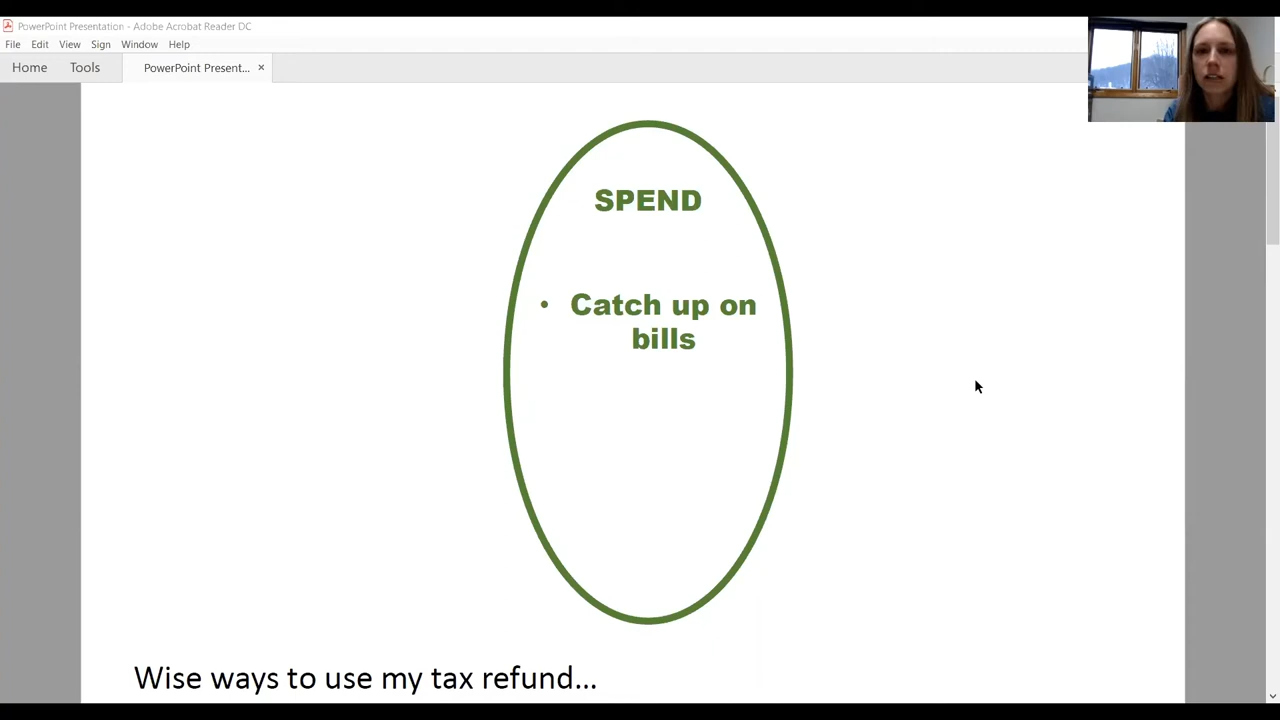 PowerPoint Presentation - Adobe Acrobat Reader DC
File Edit View Sign Window Help
Home Tools PowerPoint Present... ×
SPEND
• Catch up on
bills
Wise ways to use my tax refund...